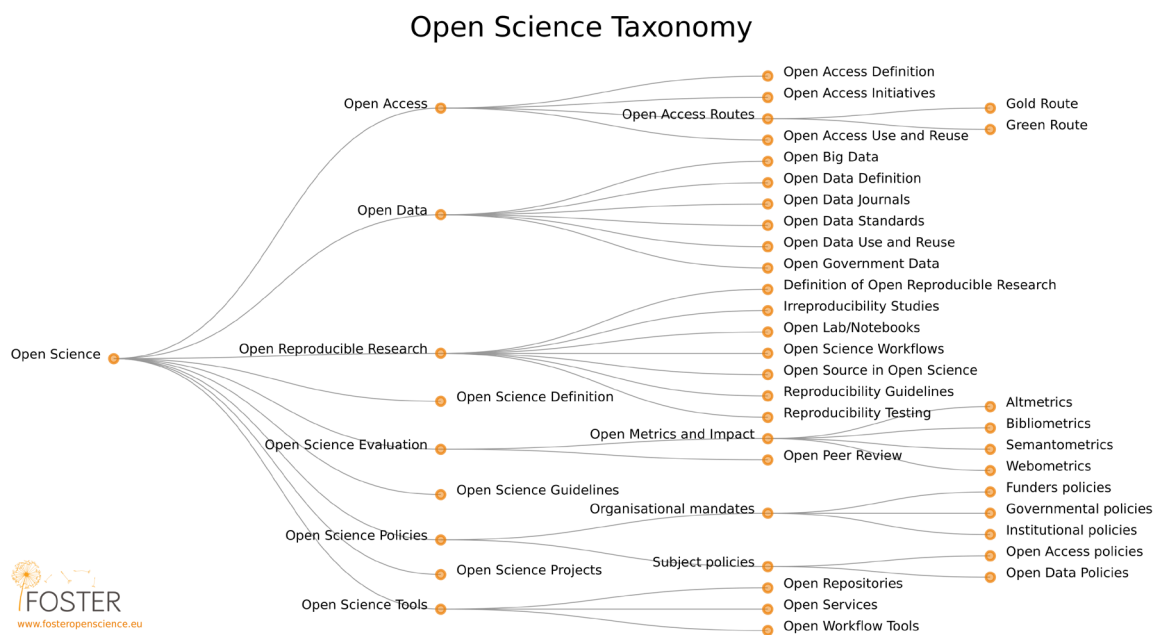 Open Science Taxonomy
Open Access Definition
Open Access Initiatives
Open Access
Gold Route
Open Access Routes
Green Route
Open Access Use and Reuse
Open Big Data
Open Data Definition
Open Data Journals
Open Data
Open Data Standards
Open Data Use and Reuse
Open Government Data
Definition of Open Reproducible Research
Irreproducibility Studies
Open Lab/Notebooks
Open Reproducible Research
Open Science Workflows
Open Science
Open Source in Open Science
Reproducibility Guidelines
Open Science Definition
Altmetrics
Reproducibility Testing
Bibliometrics
Open Metrics and Impact
Open Science Evaluation
Semantometrics
Open Peer Review
Webometrics
Open Science Guidelines
Funders policies
Organisational mandates
Governmental policies
Institutional policies
Open Science Policies
Open Access policies
Subject policies
Open Science Projects
Open Data Policies
Open Repositories
Open Science Tools
Open Services
Open Workflow Tools
FOSTER
www.fosteropenscience.eu